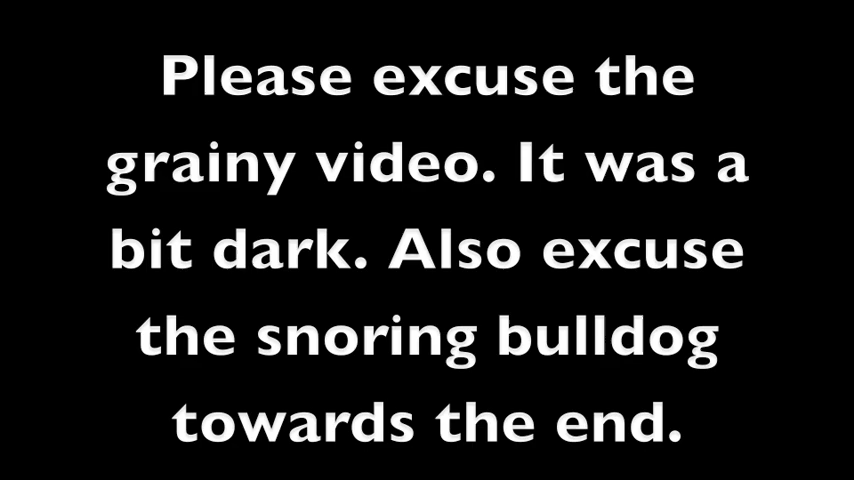 Please excuse the
grainy video. It was a
bit dark. Also excuse
the snoring bulldog
towards the end.